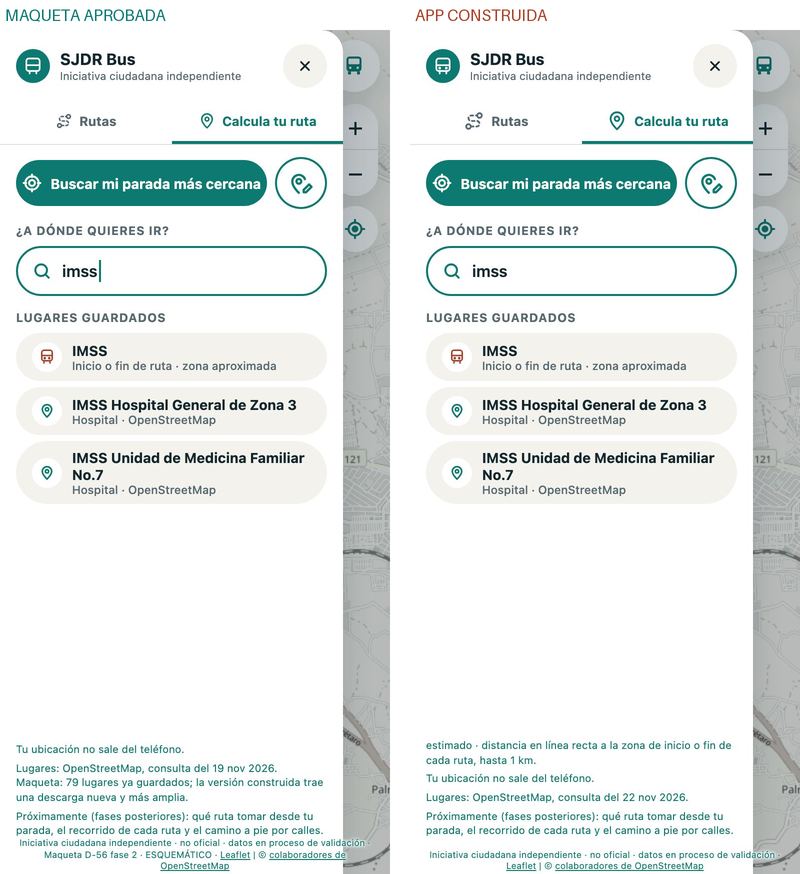 MAQUETA APROBADA
SJDR Bus
Iniciativa ciudadana independiente
Rutas
Calcula tu ruta
Buscar mi parada más cercana
¿A DÓNDE QUIERES IR?
imss
LUGARES GUARDADOS
IMSS
Inicio o fin de ruta · zona aproximada
IMSS Hospital General de Zona 3
Hospital · OpenStreetMap
IMSS Unidad de Medicina Familiar
No.7
Hospital · OpenStreetMap
121
Tu ubicación no sale del teléfono.
Lugares: OpenStreetMap, consulta del 19 nov 2026.
Maqueta: 79 lugares ya guardados; la versión construida trae
una descarga nueva y más amplia.
Próximamente (fases posteriores): qué ruta tomar desde tu
parada, el recorrido de cada ruta y el camino a pie por calles.
Iniciativa ciudadana independiente · no oficial · datos en proceso de validación ·
Maqueta D-56 fase 2 · ESQUEMÁTICO · Leaflet | © colaboradores de
OpenStreetMap
APP CONSTRUIDA
SJDR Bus
Iniciativa ciudadana independiente
Rutas
Calcula tu ruta
Buscar mi parada más cercana
¿A DÓNDE QUIERES IR?
imss
LUGARES GUARDADOS
IMSS
Inicio o fin de ruta · zona aproximada
IMSS Hospital General de Zona 3
Hospital · OpenStreetMap
IMSS Unidad de Medicina Familiar
No.7
Hospital · OpenStreetMap
121
estimado · distancia en línea recta a la zona de inicio o fin de
cada ruta, hasta 1 km.
Tu ubicación no sale del teléfono.
Lugares: OpenStreetMap, consulta del 22 nov 2026.
Próximamente (fases posteriores): qué ruta tomar desde tu
parada, el recorrido de cada ruta y el camino a pie por calles.
Iniciativa ciudadana independiente · no oficial · datos en proceso de validación ·
Leaflet | © colaboradores de OpenStreetMap